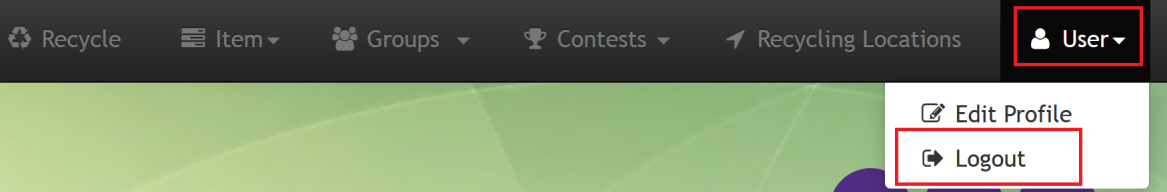 Recycle Item Groups Contests Recycling Locations User
Edit Profile
Logout